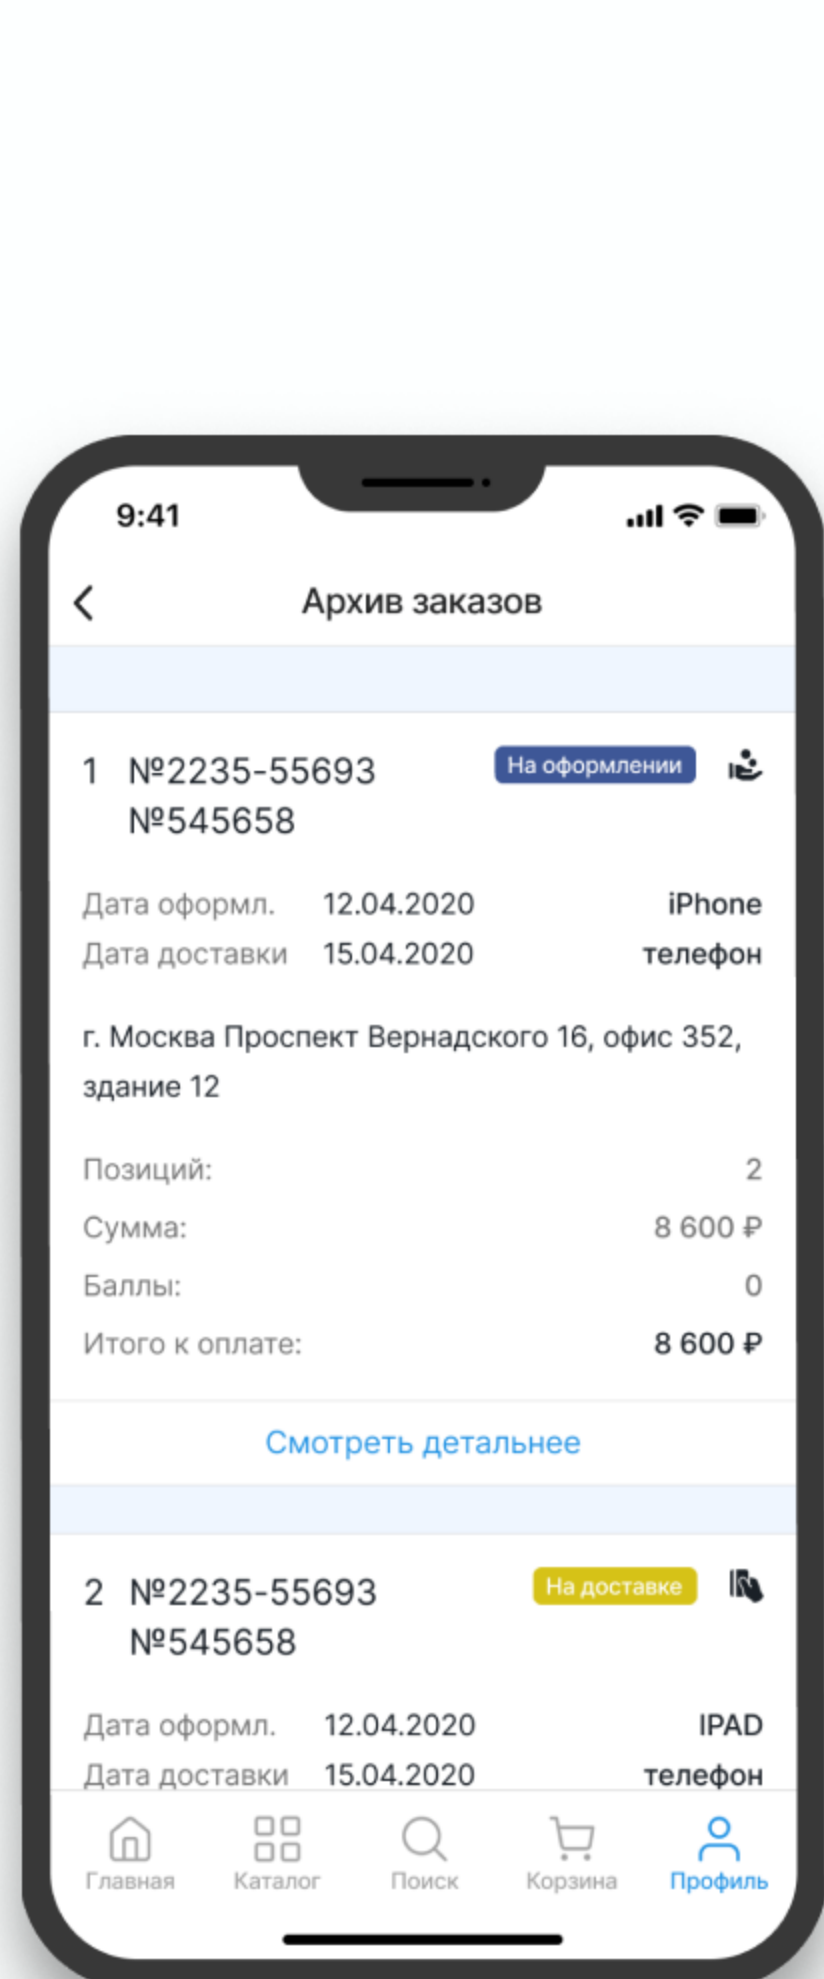 9:41
Архив заказов
1 №2235-55693 На оформлении
№545658
Дата оформл. 12.04.2020 iPhone
Дата доставки 15.04.2020 телефон
г. Москва Проспект Вернадского 16, офис 352,
здание 12
Позиций: 2
Сумма: 8 600 ₽
Баллы: 0
Итого к оплате: 8 600 ₽
Смотреть детальнее
2 №2235-55693 На доставке
№545658
Дата оформл. 12.04.2020 IPAD
Дата доставки 15.04.2020 телефон
Главная Каталог Поиск Корзина Профиль